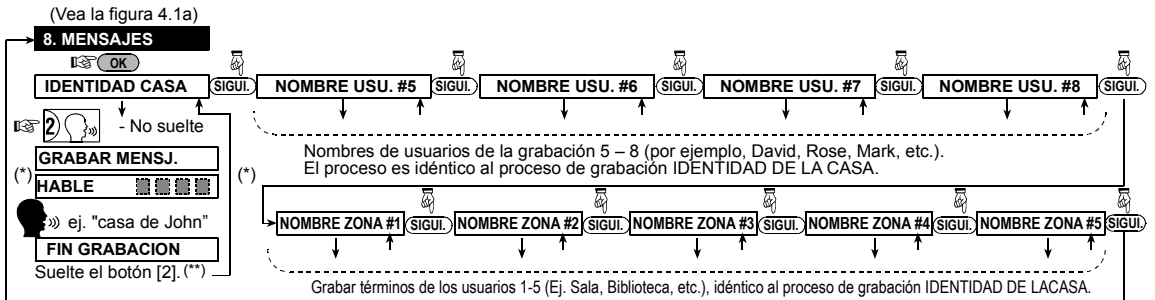 (Vea la figura 4.1a)
8. MENSAJES
OK
IDENTIDAD CASA
SIGUI.
NOMBRE USU. #5
SIGUI.
NOMBRE USU. #6
SIGUI.
NOMBRE USU. #7
SIGUI.
NOMBRE USU. #8
SIGUI.
2
- No suelte
GRABAR MENSJ.
(*)
HABLE
ej. "casa de John”
FIN GRABACION
Suelte el botón [2]. (**)
Nombres de usuarios de la grabación 5 – 8 (por ejemplo, David, Rose, Mark, etc.).
El proceso es idéntico al proceso de grabación IDENTIDAD DE LA CASA.
(*)
NOMBRE ZONA #1
SIGUI.
NOMBRE ZONA #2
SIGUI.
NOMBRE ZONA #3
SIGUI.
NOMBRE ZONA #4
SIGUI.
NOMBRE ZONA #5
SIGUI.
Grabar términos de los usuarios 1-5 (Ej. Sala, Biblioteca, etc.), idéntico al proceso de grabación IDENTIDAD DE LACASA.